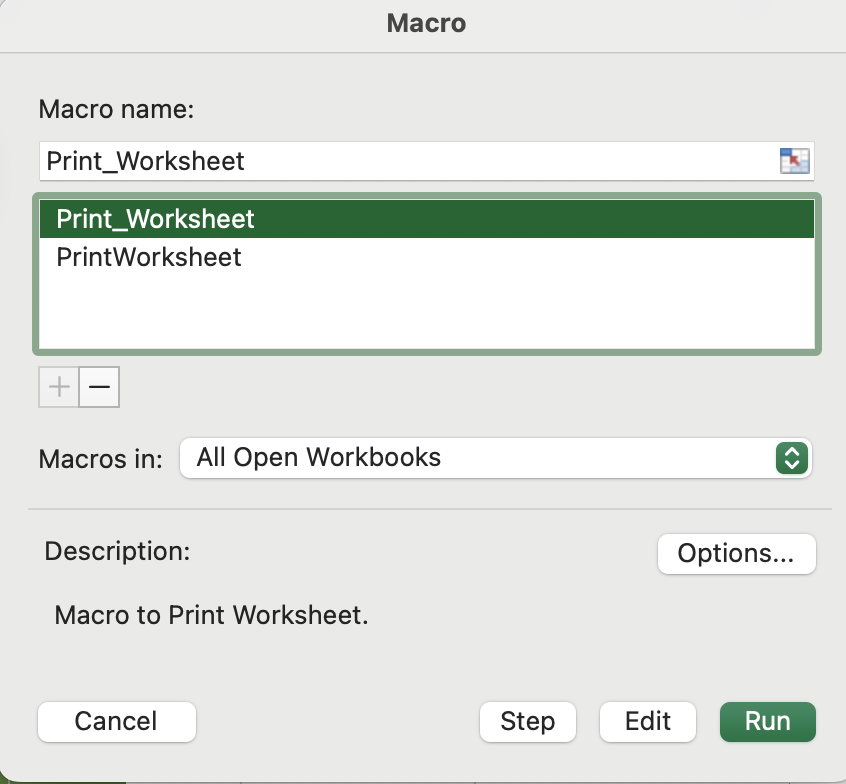 Macro
Macro name:
Print_Worksheet
Print_Worksheet
PrintWorksheet
Macros in:
All Open Workbooks
Description:
Options...
Macro to Print Worksheet.
Cancel
Step
Edit
Run